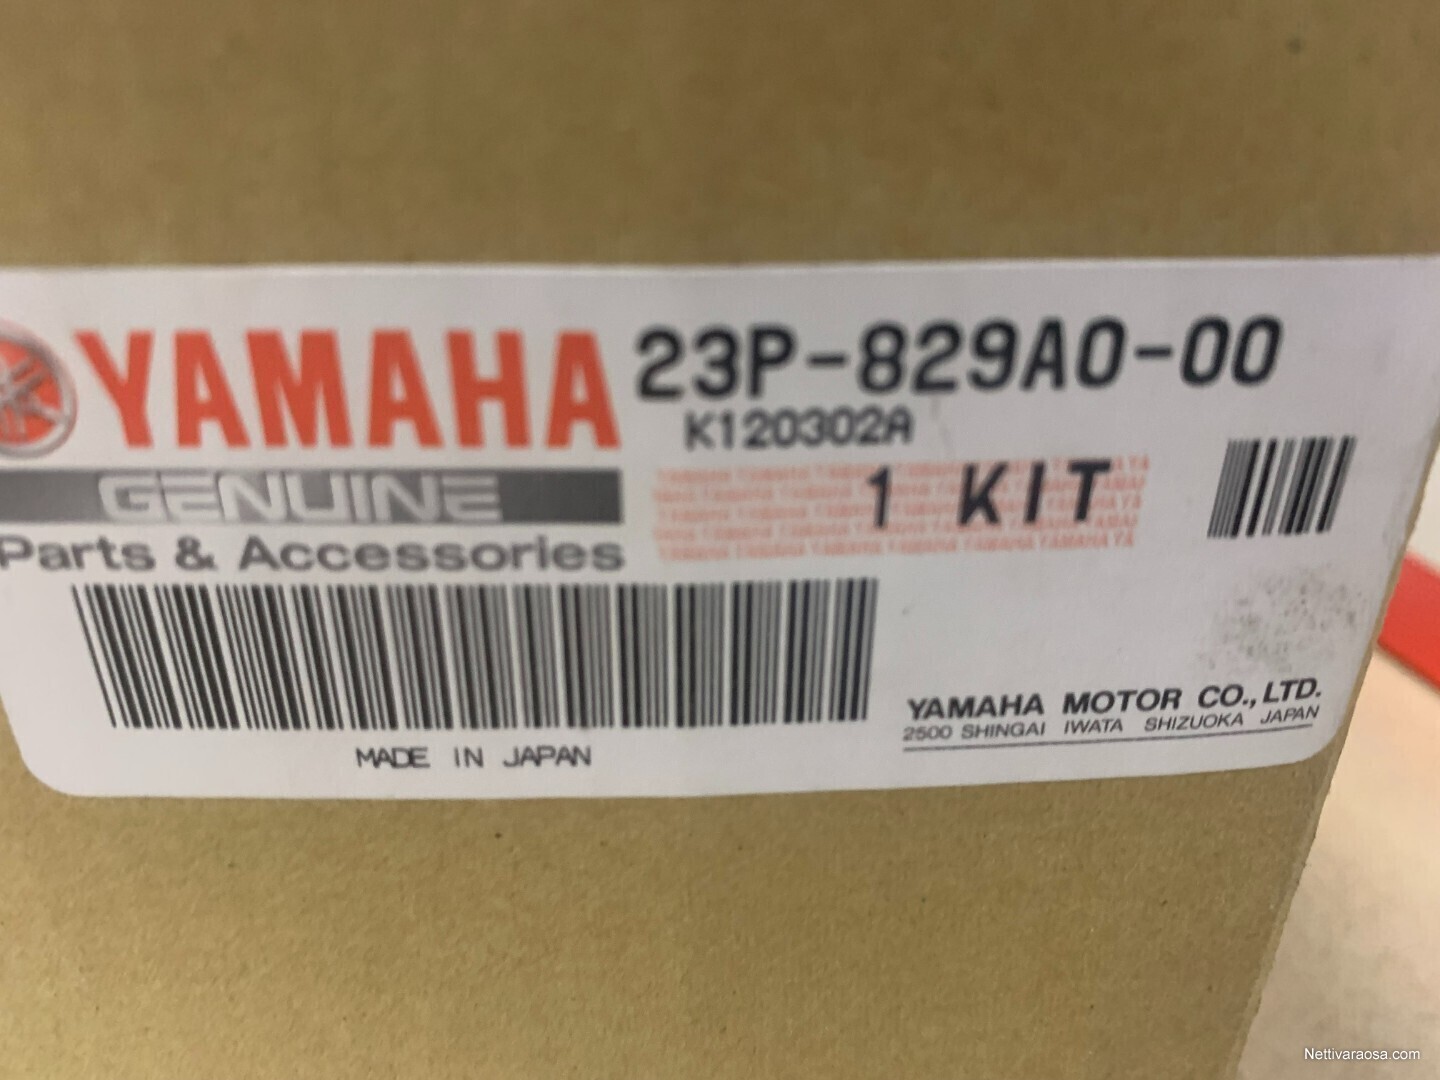 YAMAHA 23P-829A0-00
K120302A
GENUINE 1 KIT
Parts & Accessories
YAMAHA MOTOR CO., LTD.
2500 SHINGAI IWATA SHIZUOKA JAPAN
MADE IN JAPAN
Nettivaraosa.com